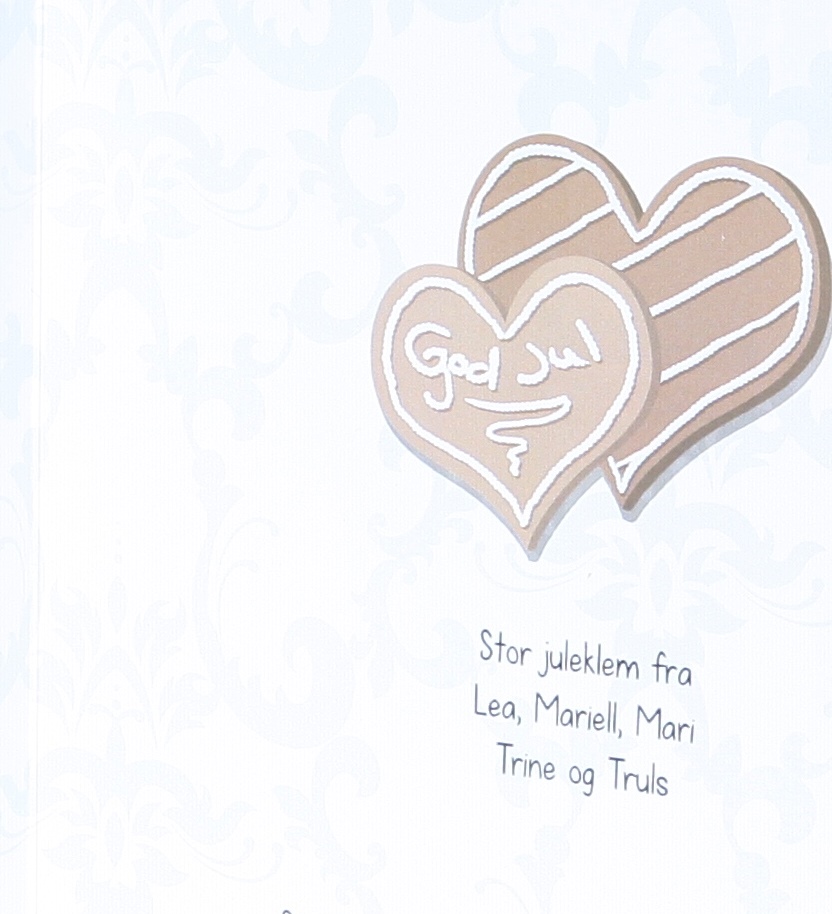 God Jul
Stor juleklem fra
Lea, Mariell, Mari
Trine og Truls